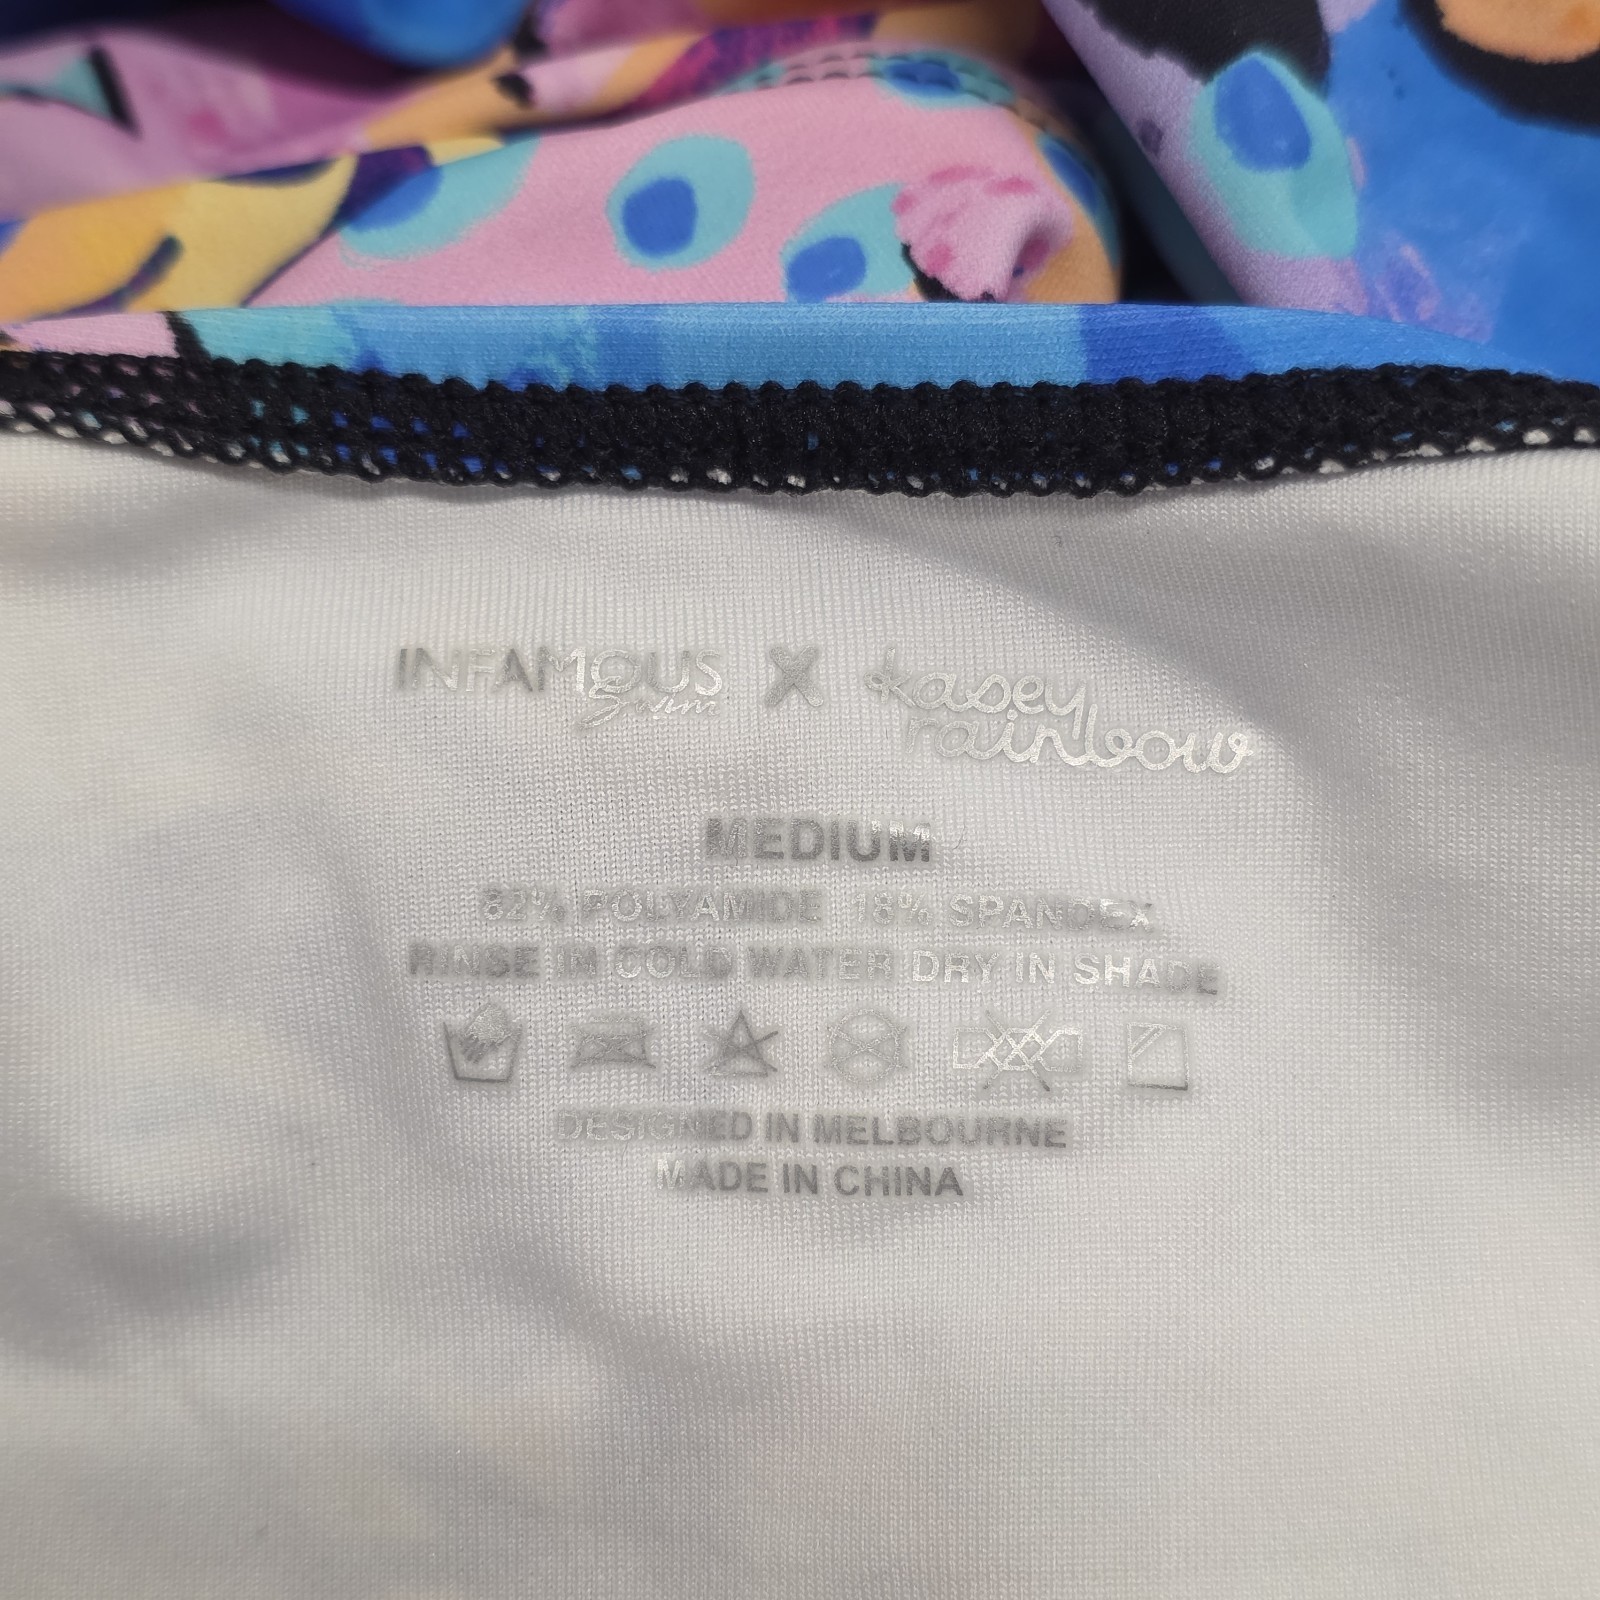 INFAMOUS Swim X kasey rainbow
MEDIUM
82% POLYAMIDE 18% SPANDEX
RINSE IN COLD WATER DRY IN SHADE
DESIGNED IN MELBOURNE
MADE IN CHINA